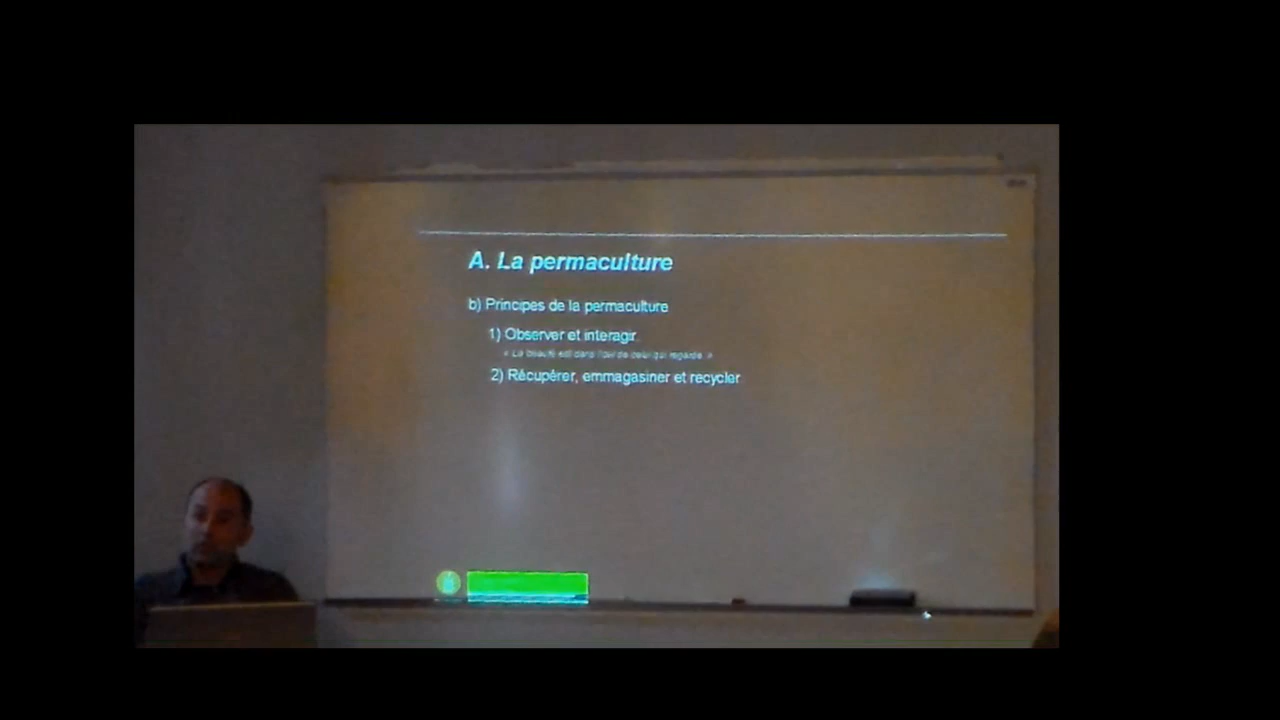 A. La permaculture
b) Principes de la permaculture
1) Observer et interagir
« La beauté est dans l'œil de celui qui regarde »
2) Récupérer, emmagasiner et recycler